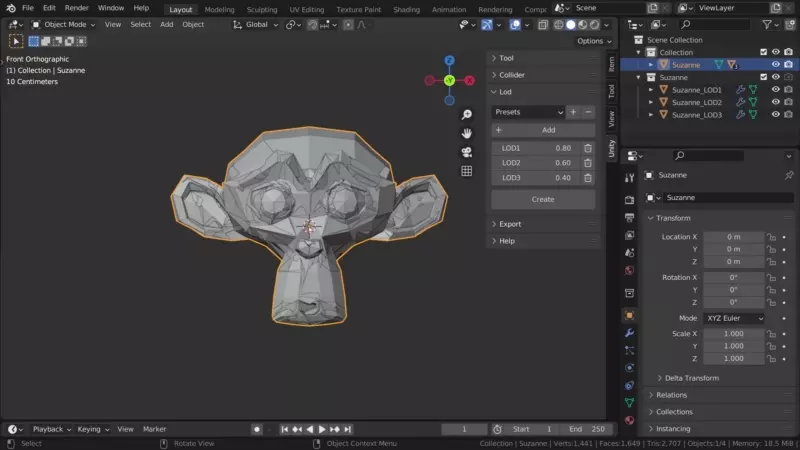 File Edit Render Window Help Layout Modeling Sculpting UV Editing Texture Paint Shading Animation Rendering Scene ViewLayer
Object Mode View Select Add Object Global
Options
Front Orthographic
(1) Collection | Suzanne
10 Centimeters
Y
X
Tool
Collider
Lod
Presets
Add
LOD1 0.80
LOD2 0.60
LOD3 0.40
Create
Export
Help
Item
Tool
View
Unity
Scene Collection
Collection
Suzanne
Suzanne
Suzanne_LOD1
Suzanne_LOD2
Suzanne_LOD3
Suzanne
Suzanne
Transform
Location X 0 m
Y 0 m
Z 0 m
Rotation X 0°
Y 0°
Z 0°
Mode XYZ Euler
Scale X 1.000
Y 1.000
Z 1.000
Delta Transform
Relations
Collections
Instancing
Playback Keying View Marker 1 Start 1 End 250
Select Rotate View Object Context Menu Collection | Suzanne | Verts:1,441 | Faces:1,649 | Tris:2,707 | Objects:1/4 | Memory: 18.5 MiB